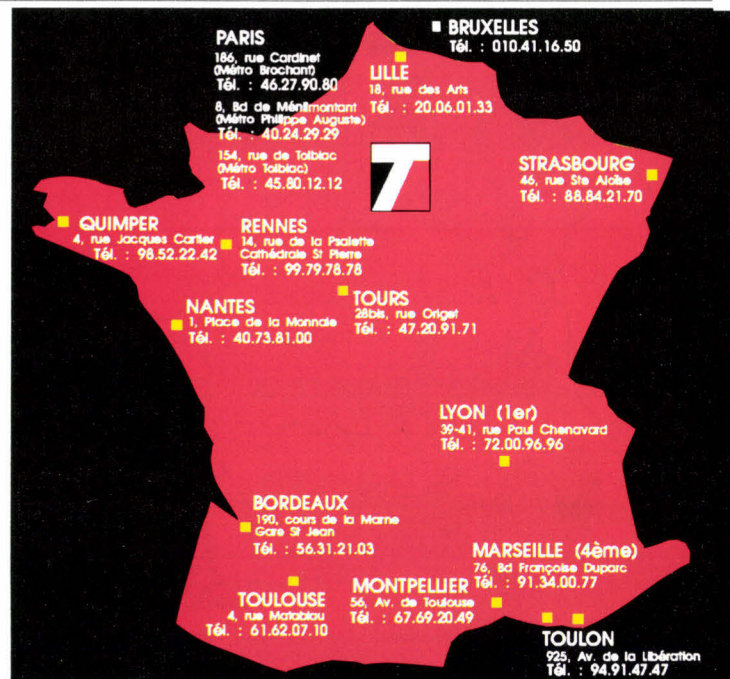 PARIS
186, rue Cardinet
(Métro Brochant)
Tél. : 46.27.90.80
8, Bd de Ménilmontant
(Métro Philippe Auguste)
Tél. : 40.24.29.29
154, rue de Tolbiac
(Métro Tolbiac)
Tél. : 45.80.12.12
BRUXELLES
Tél. : 010.41.16.50
LILLE
18, rue des Arts
Tél. : 20.06.01.33
T
STRASBOURG
46, rue Ste Aloïse
Tél. : 88.84.21.70
QUIMPER
4, rue Jacques Cartier
Tél. : 98.52.22.42
RENNES
14, rue de la Psalette
Cathédrale St Pierre
Tél. : 99.79.78.78
NANTES
1, Place de la Monnaie
Tél. : 40.73.81.00
TOURS
28bis, rue Origet
Tél. : 47.20.91.71
LYON (1er)
39-41, rue Paul Chenavard
Tél. : 72.00.96.96
BORDEAUX
190, cours de la Marne
Gare St Jean
Tél. : 56.31.21.03
TOULOUSE
4, rue Matabiau
Tél. : 61.62.07.10
MONTPELLIER
56, Av. de Toulouse
Tél. : 67.69.20.49
MARSEILLE (4ème)
76, Bd Françoise Duparc
Tél. : 91.34.00.77
TOULON
925, Av. de la Libération
Tél. : 94.91.47.47